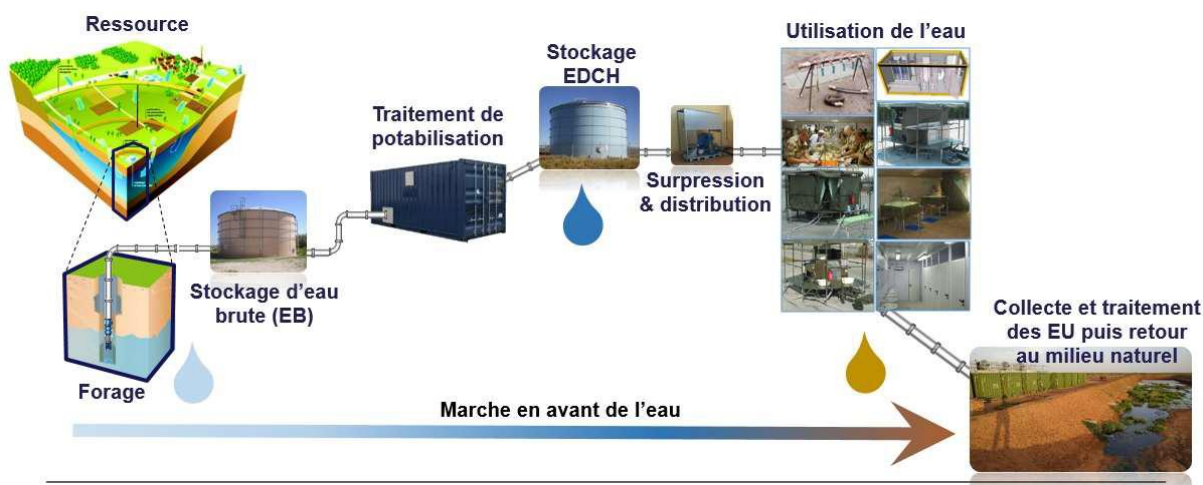 Ressource
Forage
Stockage d’eau
brute (EB)
Traitement de
potabilisation
Stockage
EDCH
Surpression
& distribution
Utilisation de l’eau
Collecte et traitement
des EU puis retour
au milieu naturel
Marche en avant de l’eau